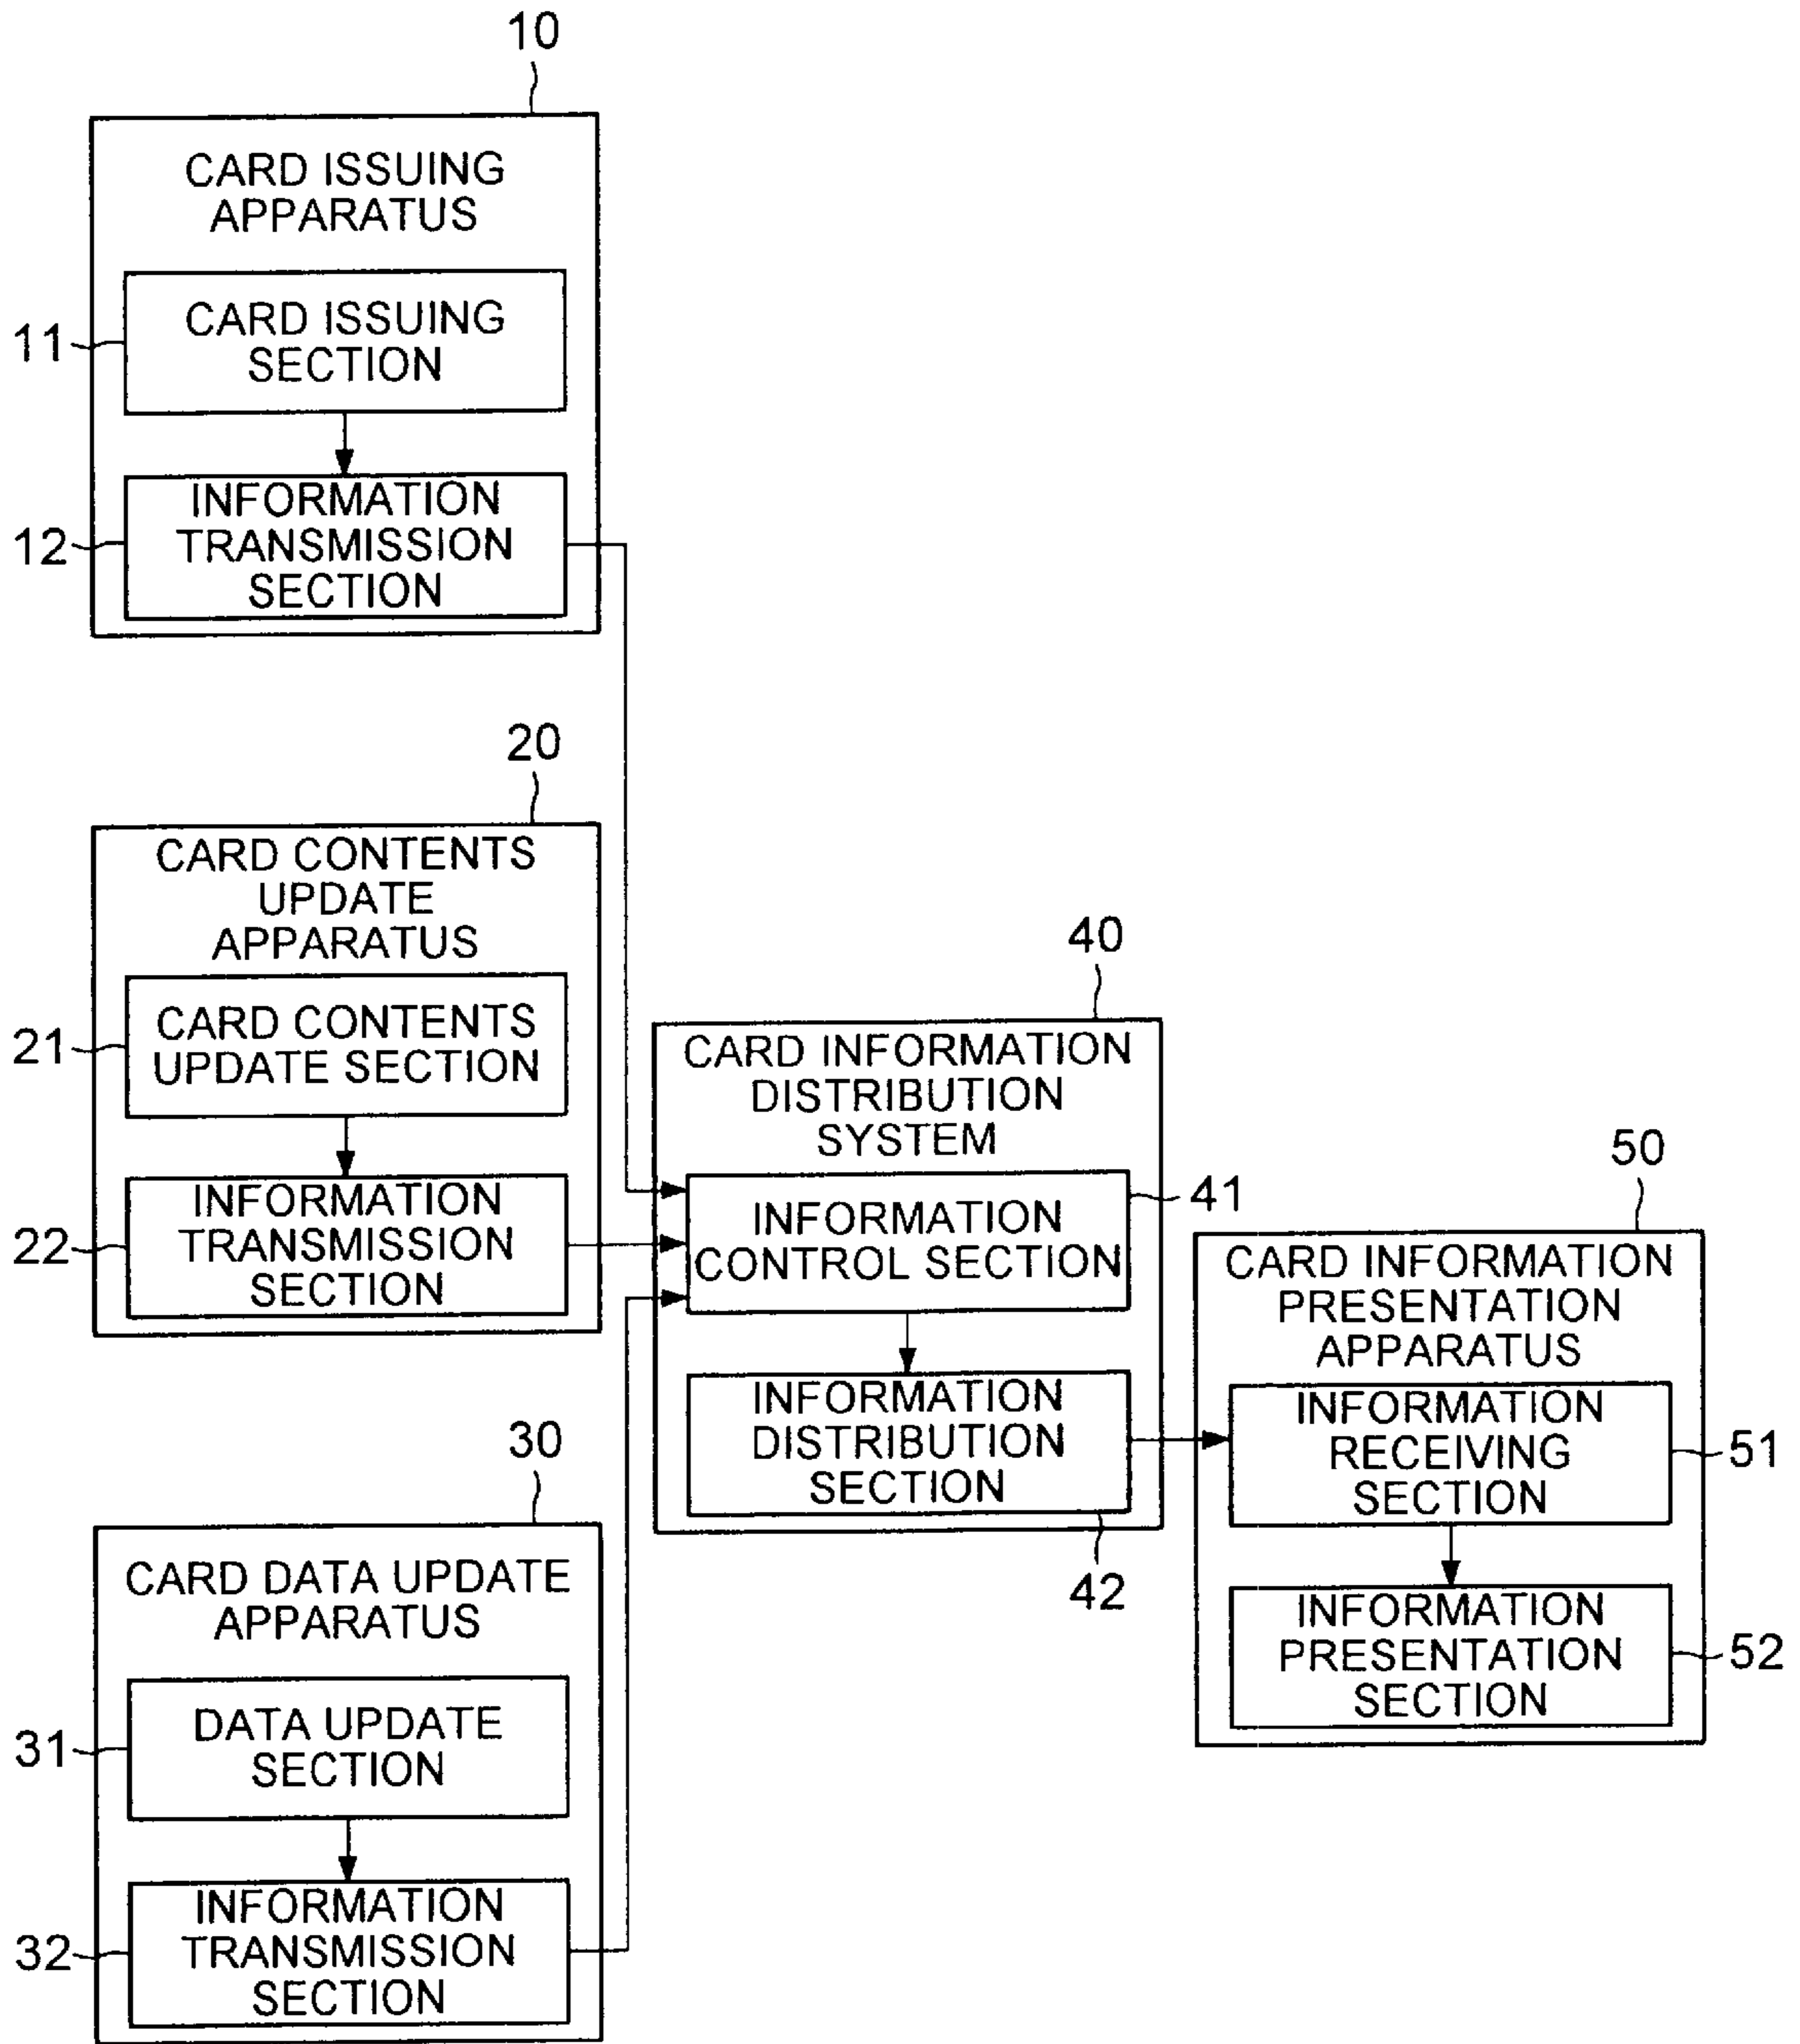 10
CARD ISSUING
APPARATUS
11
CARD ISSUING
SECTION
12
INFORMATION
TRANSMISSION
SECTION
20
CARD CONTENTS
UPDATE
APPARATUS
21
CARD CONTENTS
UPDATE SECTION
22
INFORMATION
TRANSMISSION
SECTION
30
CARD DATA UPDATE
APPARATUS
31
DATA UPDATE
SECTION
32
INFORMATION
TRANSMISSION
SECTION
40
CARD INFORMATION
DISTRIBUTION
SYSTEM
41
INFORMATION
CONTROL SECTION
INFORMATION
DISTRIBUTION
SECTION
42
50
CARD INFORMATION
PRESENTATION
APPARATUS
INFORMATION
RECEIVING
SECTION
51
INFORMATION
PRESENTATION
SECTION
52